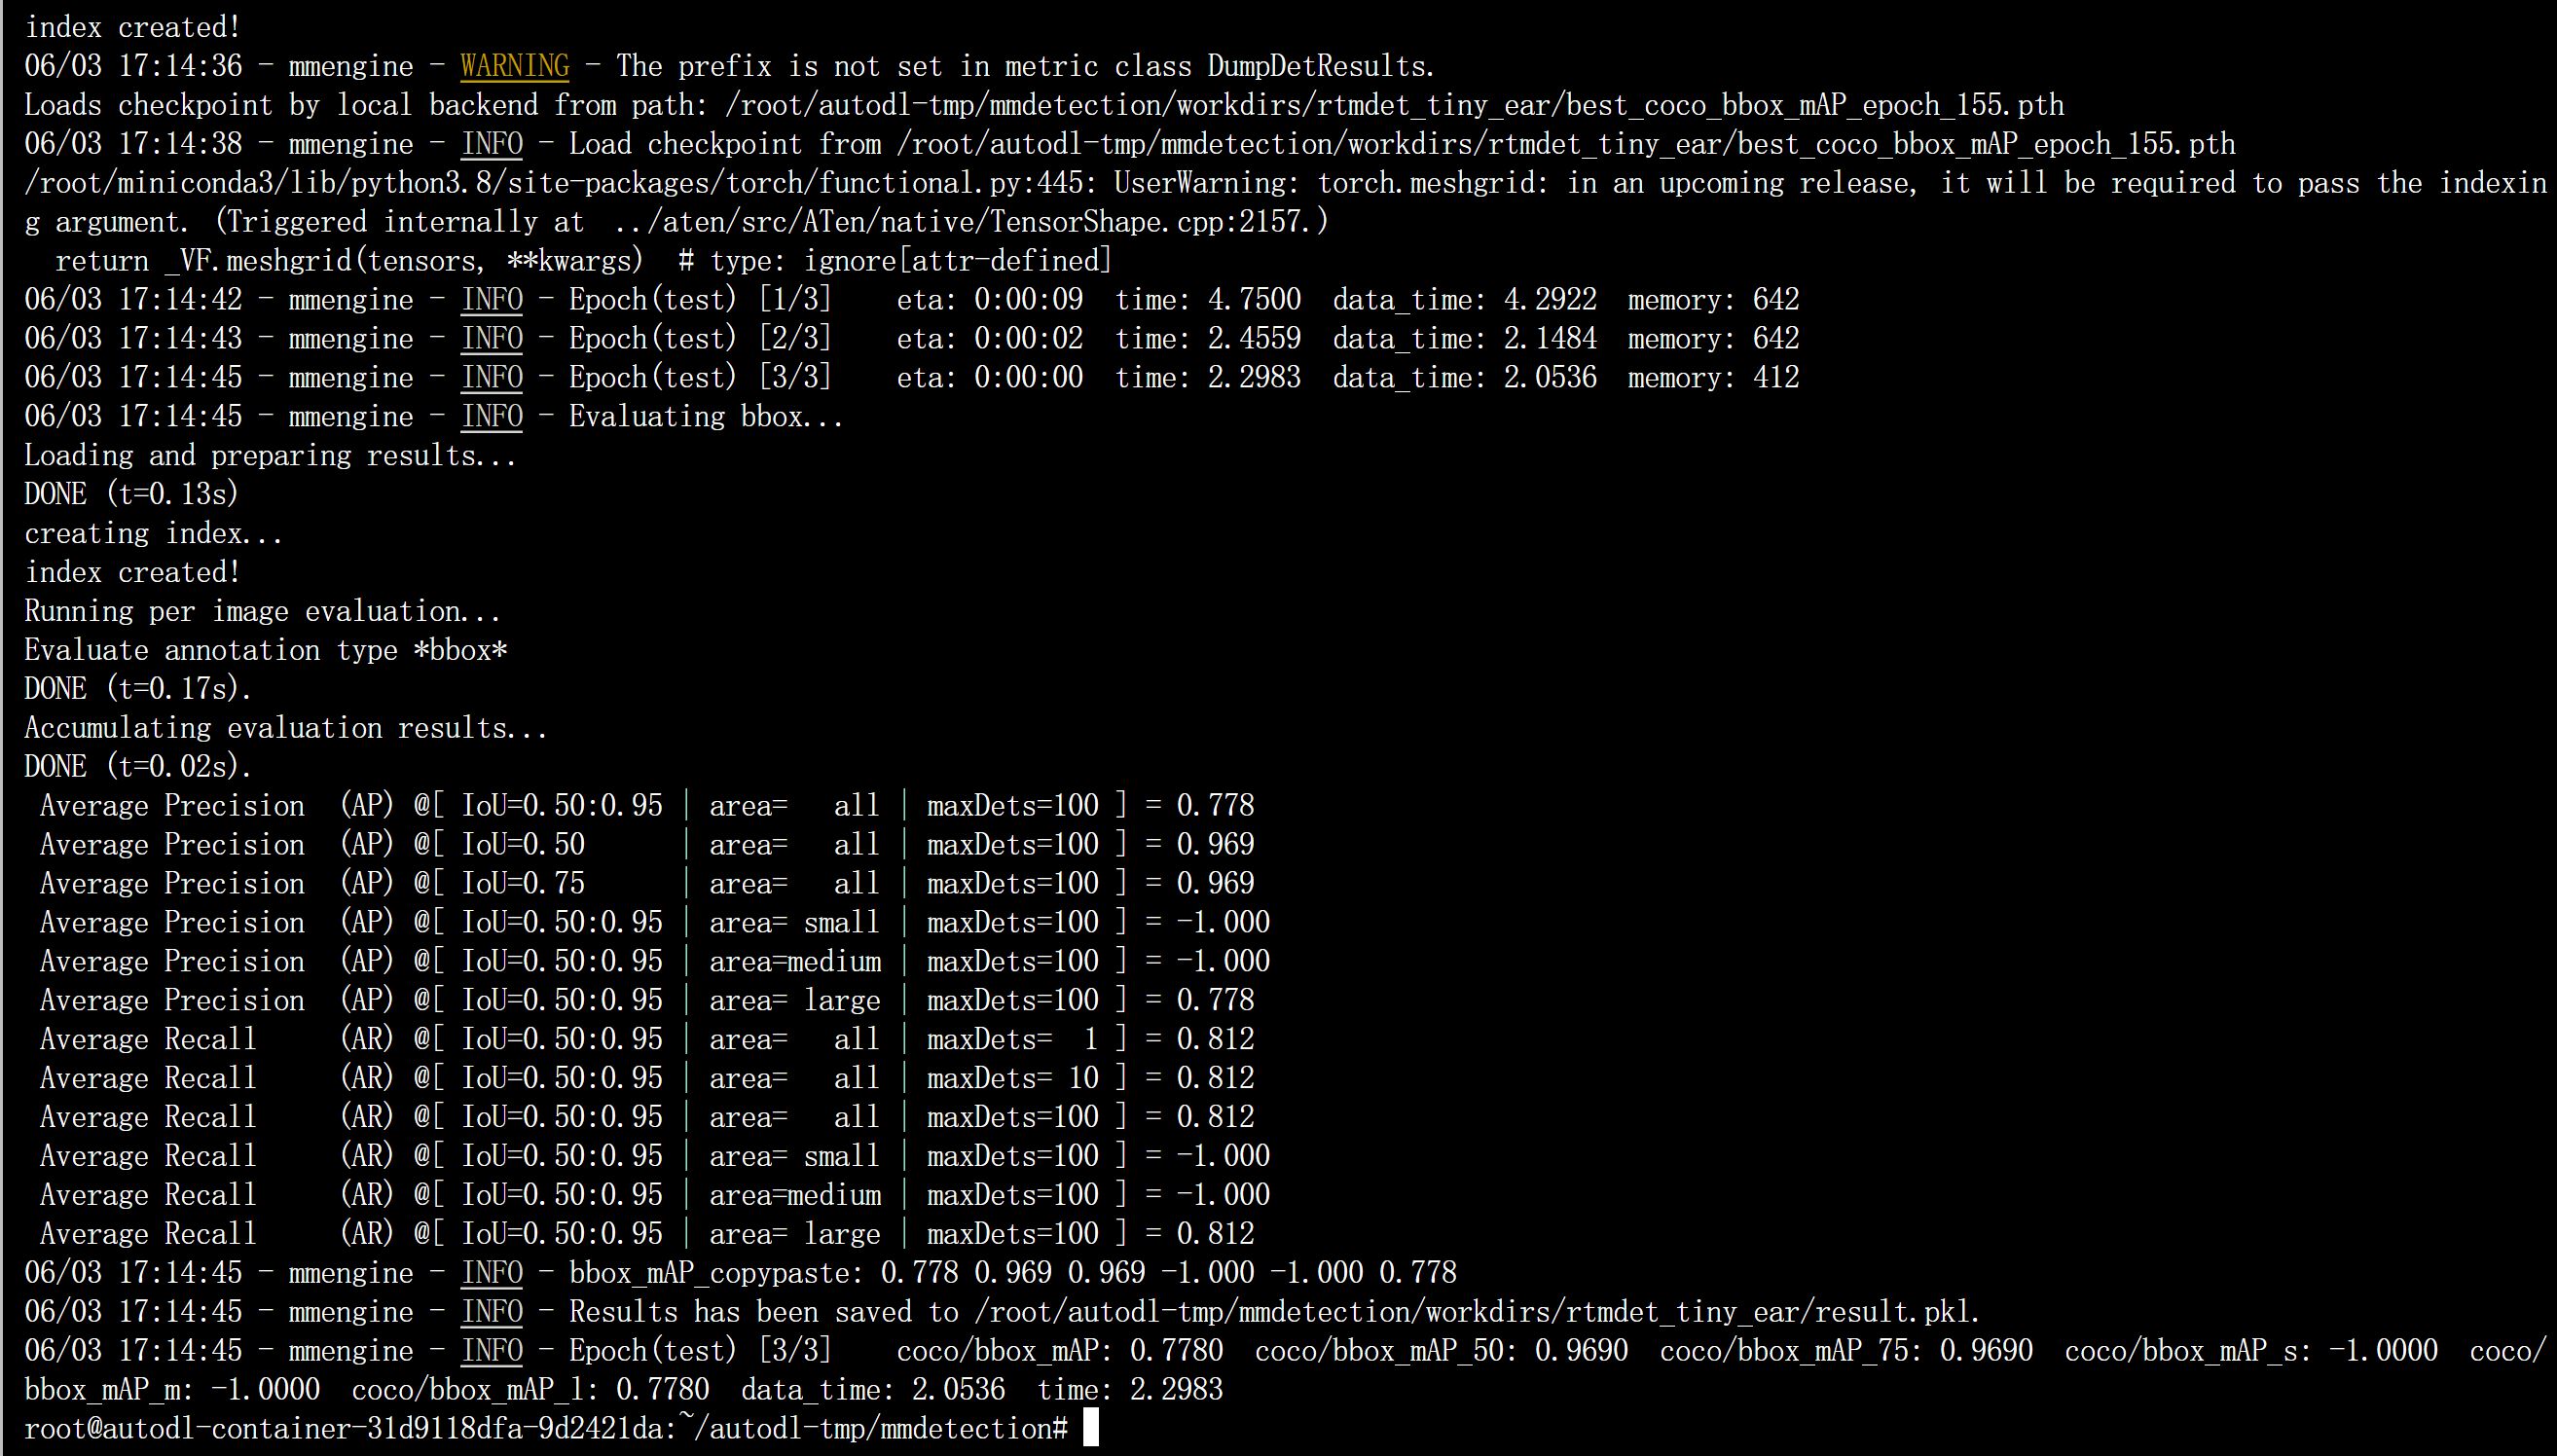 index created!
06/03 17:14:36 - mmengine - WARNING - The prefix is not set in metric class DumpDetResults.
Loads checkpoint by local backend from path: /root/autodl-tmp/mmdetection/workdirs/rtmdet_tiny_ear/best_coco_bbox_mAP_epoch_155.pth
06/03 17:14:38 - mmengine - INFO - Load checkpoint from /root/autodl-tmp/mmdetection/workdirs/rtmdet_tiny_ear/best_coco_bbox_mAP_epoch_155.pth
/root/miniconda3/lib/python3.8/site-packages/torch/functional.py:445: UserWarning: torch.meshgrid: in an upcoming release, it will be required to pass the indexin
g argument. (Triggered internally at  ../aten/src/ATen/native/TensorShape.cpp:2157.)
  return _VF.meshgrid(tensors, **kwargs)  # type: ignore[attr-defined]
06/03 17:14:42 - mmengine - INFO - Epoch(test) [1/3]    eta: 0:00:09  time: 4.7500  data_time: 4.2922  memory: 642
06/03 17:14:43 - mmengine - INFO - Epoch(test) [2/3]    eta: 0:00:02  time: 2.4559  data_time: 2.1484  memory: 642
06/03 17:14:45 - mmengine - INFO - Epoch(test) [3/3]    eta: 0:00:00  time: 2.2983  data_time: 2.0536  memory: 412
06/03 17:14:45 - mmengine - INFO - Evaluating bbox...
Loading and preparing results...
DONE (t=0.13s)
creating index...
index created!
Running per image evaluation...
Evaluate annotation type *bbox*
DONE (t=0.17s).
Accumulating evaluation results...
DONE (t=0.02s).
 Average Precision  (AP) @[ IoU=0.50:0.95 | area=   all | maxDets=100 ] = 0.778
 Average Precision  (AP) @[ IoU=0.50      | area=   all | maxDets=100 ] = 0.969
 Average Precision  (AP) @[ IoU=0.75      | area=   all | maxDets=100 ] = 0.969
 Average Precision  (AP) @[ IoU=0.50:0.95 | area= small | maxDets=100 ] = -1.000
 Average Precision  (AP) @[ IoU=0.50:0.95 | area=medium | maxDets=100 ] = -1.000
 Average Precision  (AP) @[ IoU=0.50:0.95 | area= large | maxDets=100 ] = 0.778
 Average Recall     (AR) @[ IoU=0.50:0.95 | area=   all | maxDets=  1 ] = 0.812
 Average Recall     (AR) @[ IoU=0.50:0.95 | area=   all | maxDets= 10 ] = 0.812
 Average Recall     (AR) @[ IoU=0.50:0.95 | area=   all | maxDets=100 ] = 0.812
 Average Recall     (AR) @[ IoU=0.50:0.95 | area= small | maxDets=100 ] = -1.000
 Average Recall     (AR) @[ IoU=0.50:0.95 | area=medium | maxDets=100 ] = -1.000
 Average Recall     (AR) @[ IoU=0.50:0.95 | area= large | maxDets=100 ] = 0.812
06/03 17:14:45 - mmengine - INFO - bbox_mAP_copypaste: 0.778 0.969 0.969 -1.000 -1.000 0.778
06/03 17:14:45 - mmengine - INFO - Results has been saved to /root/autodl-tmp/mmdetection/workdirs/rtmdet_tiny_ear/result.pkl.
06/03 17:14:45 - mmengine - INFO - Epoch(test) [3/3]    coco/bbox_mAP: 0.7780  coco/bbox_mAP_50: 0.9690  coco/bbox_mAP_75: 0.9690  coco/bbox_mAP_s: -1.0000  coco/
bbox_mAP_m: -1.0000  coco/bbox_mAP_l: 0.7780  data_time: 2.0536  time: 2.2983
root@autodl-container-31d9118dfa-9d2421da:~/autodl-tmp/mmdetection#